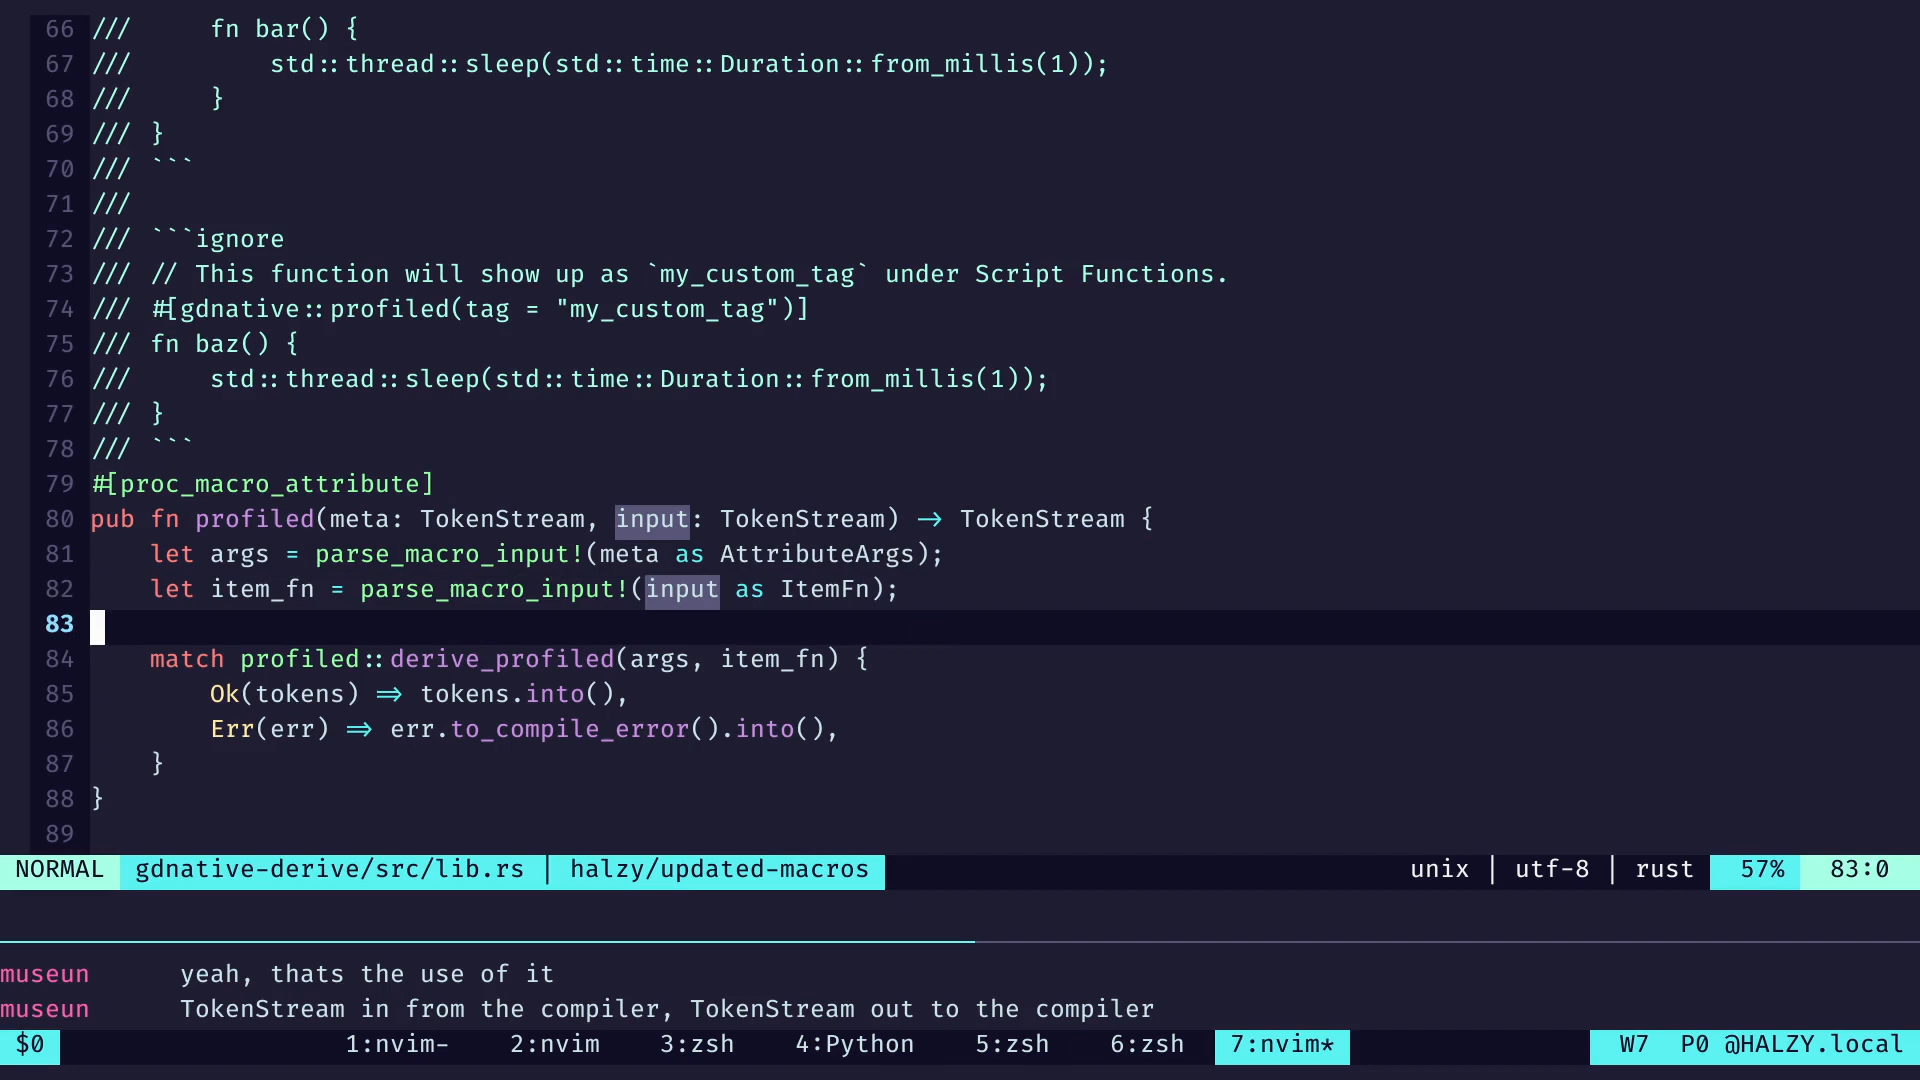 66 ///     fn bar() {
67 ///         std::thread::sleep(std::time::Duration::from_millis(1));
68 ///     }
69 /// }
70 /// ```
71 ///
72 /// ```ignore
73 /// // This function will show up as `my_custom_tag` under Script Functions.
74 /// #[gdnative::profiled(tag = "my_custom_tag")]
75 /// fn baz() {
76 ///     std::thread::sleep(std::time::Duration::from_millis(1));
77 /// }
78 /// ```
79 #[proc_macro_attribute]
80 pub fn profiled(meta: TokenStream, input: TokenStream) -> TokenStream {
81     let args = parse_macro_input!(meta as AttributeArgs);
82     let item_fn = parse_macro_input!(input as ItemFn);
83
84     match profiled::derive_profiled(args, item_fn) {
85         Ok(tokens) => tokens.into(),
86         Err(err) => err.to_compile_error().into(),
87     }
88 }
89
NORMAL gdnative-derive/src/lib.rs | halzy/updated-macros unix | utf-8 | rust 57% 83:0
museun yeah, thats the use of it
museun TokenStream in from the compiler, TokenStream out to the compiler
$0 1:nvim- 2:nvim 3:zsh 4:Python 5:zsh 6:zsh 7:nvim* W7 P0 @HALZY.local